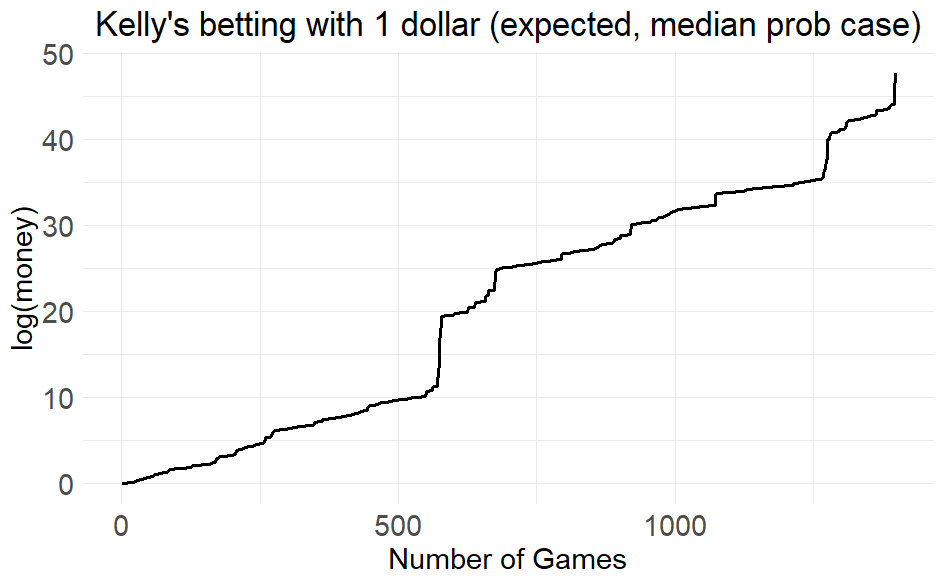 Kelly's betting with 1 dollar (expected, median prob case)
log(money)
50
40
30
20
10
0
0 500 1000
Number of Games